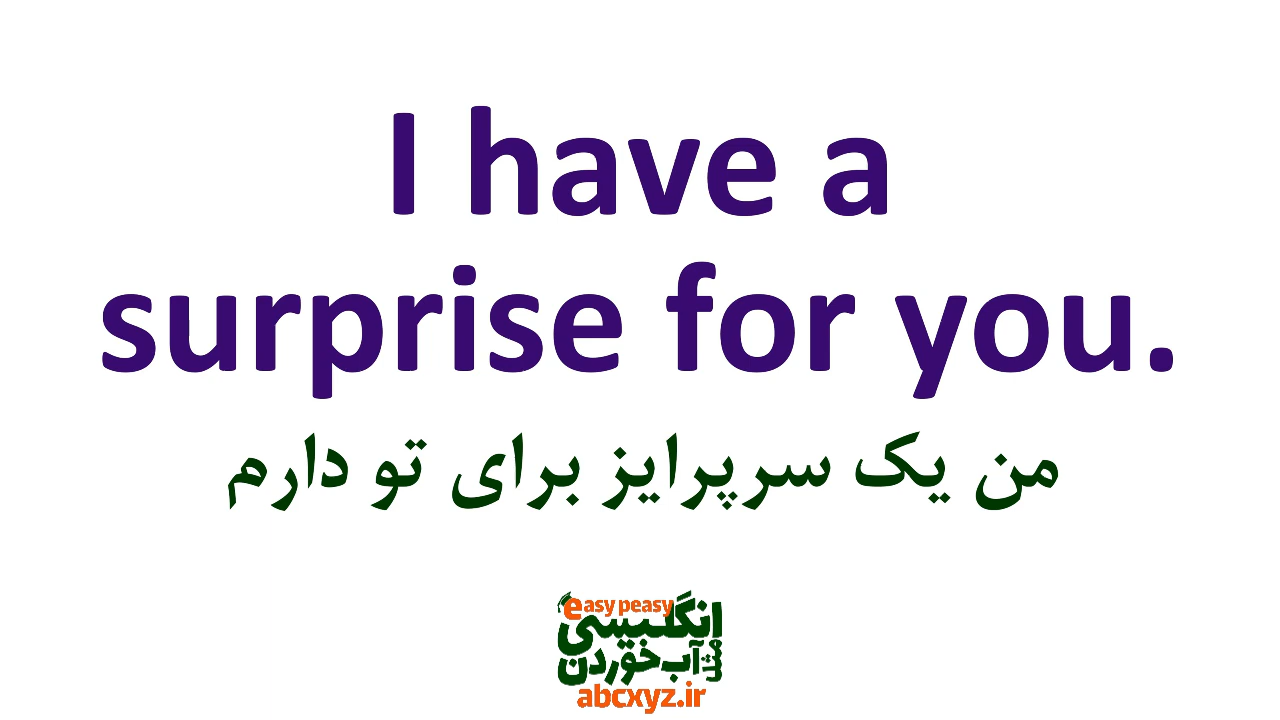 I have a
surprise for you.
من یک سرپرایز برای تو دارم
easy peasy
انگلیسی
مثل آب خوردن
abcxyz.ir